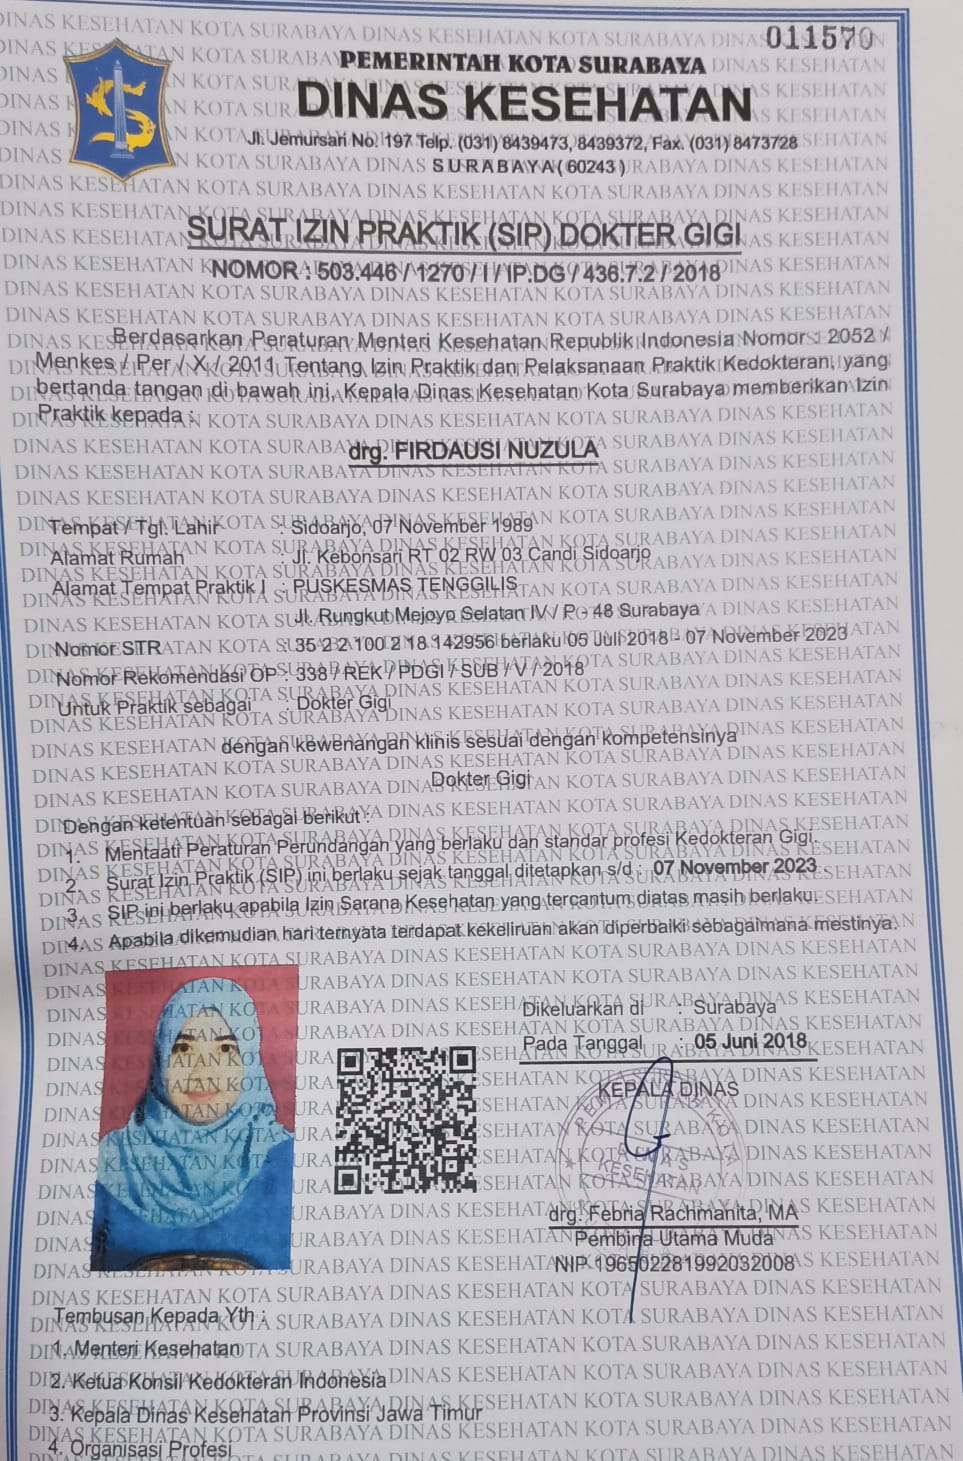 011570
PEMERINTAH KOTA SURABAYA
DINAS KESEHATAN
Jl. Jemursari No. 197 Telp. (031) 8439473, 8439372, Fax. (031) 8473728
SURABAYA (60243)
SURAT IZIN PRAKTIK (SIP) DOKTER GIGI
NOMOR : 503.446 / 1270 / I / IP.DG / 436.7.2 / 2018
Berdasarkan Peraturan Menteri Kesehatan Republik Indonesia Nomor : 2052 /
Menkes / Per / X / 2011 Tentang Izin Praktik dan Pelaksanaan Praktik Kedokteran, yang
bertanda tangan di bawah ini, Kepala Dinas Kesehatan Kota Surabaya memberikan Izin
Praktik kepada :
drg. FIRDAUSI NUZULA
Tempat / Tgl. Lahir : Sidoarjo, 07 November 1989
Alamat Rumah : Jl. Kebonsari RT 02 RW 03 Candi Sidoarjo
Alamat Tempat Praktik I : PUSKESMAS TENGGILIS
Jl. Rungkut Mejoyo Selatan IV / P - 48 Surabaya
Nomor STR : 35 2 2 100 2 18 142956 berlaku 05 Juli 2018 - 07 November 2023
Nomor Rekomendasi OP : 338 / REK / PDGI / SUB / V / 2018
Untuk Praktik sebagai : Dokter Gigi
dengan kewenangan klinis sesuai dengan kompetensinya
Dokter Gigi
Dengan ketentuan sebagai berikut :
1. Mentaati Peraturan Perundangan yang berlaku dan standar profesi Kedokteran Gigi.
2. Surat Izin Praktik (SIP) ini berlaku sejak tanggal ditetapkan s/d : 07 November 2023.
3. SIP ini berlaku apabila Izin Sarana Kesehatan yang tercantum diatas masih berlaku.
4. Apabila dikemudian hari ternyata terdapat kekeliruan akan diperbaiki sebagaimana mestinya.
Dikeluarkan di : Surabaya
Pada Tanggal : 05 Juni 2018
KEPALA DINAS
DINAS
KESEHATAN
drg. Febria Rachmanita, MA
Pembina Utama Muda
NIP 196502281992032008
Tembusan Kepada Yth :
1. Menteri Kesehatan
2. Ketua Konsil Kedokteran Indonesia
3. Kepala Dinas Kesehatan Provinsi Jawa Timur
4. Organisasi Profesi